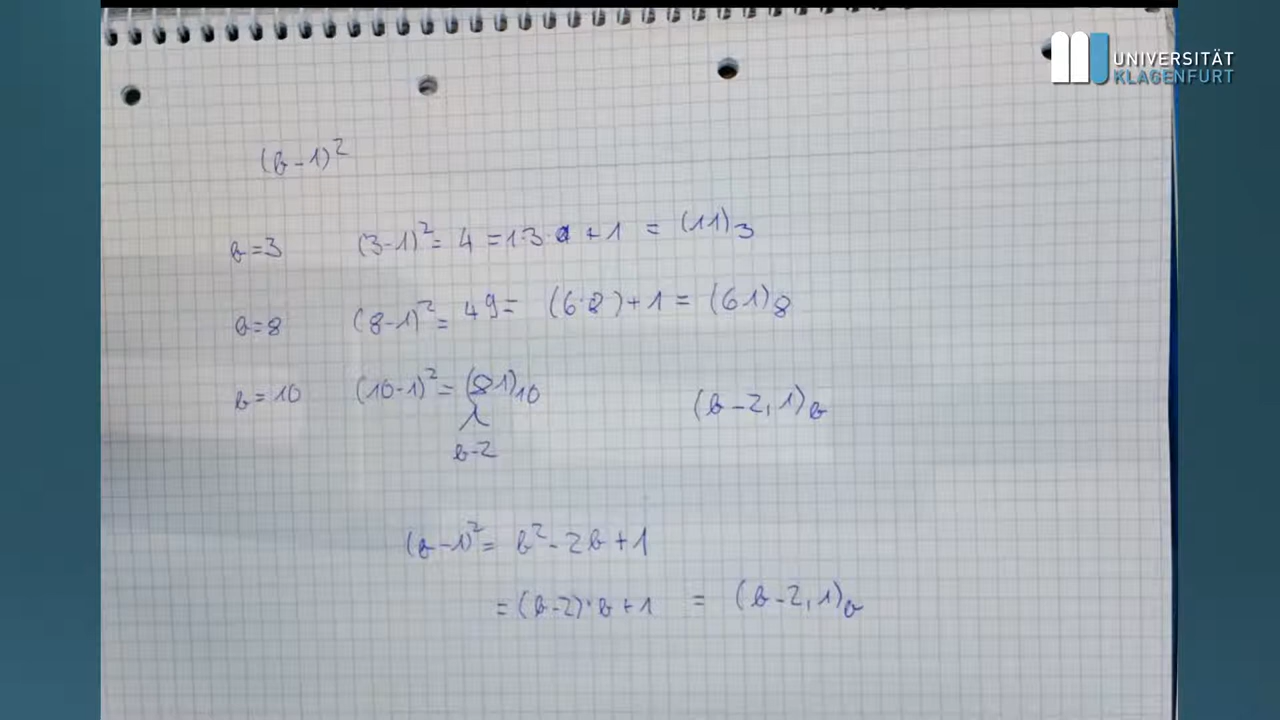 UNIVERSITÄT
KLAGENFURT
(b-1)²
b=3 (3-1)² = 4 = 1·3 + 1 = (11)₃
b=8 (8-1)² = 49 = (6·8)+1 = (61)₈
b=10 (10-1)² = (81)₁₀
(b-2,1)_b
b-2
(b-1)² = b²-2b+1
= (b-2)·b+1 = (b-2,1)_b